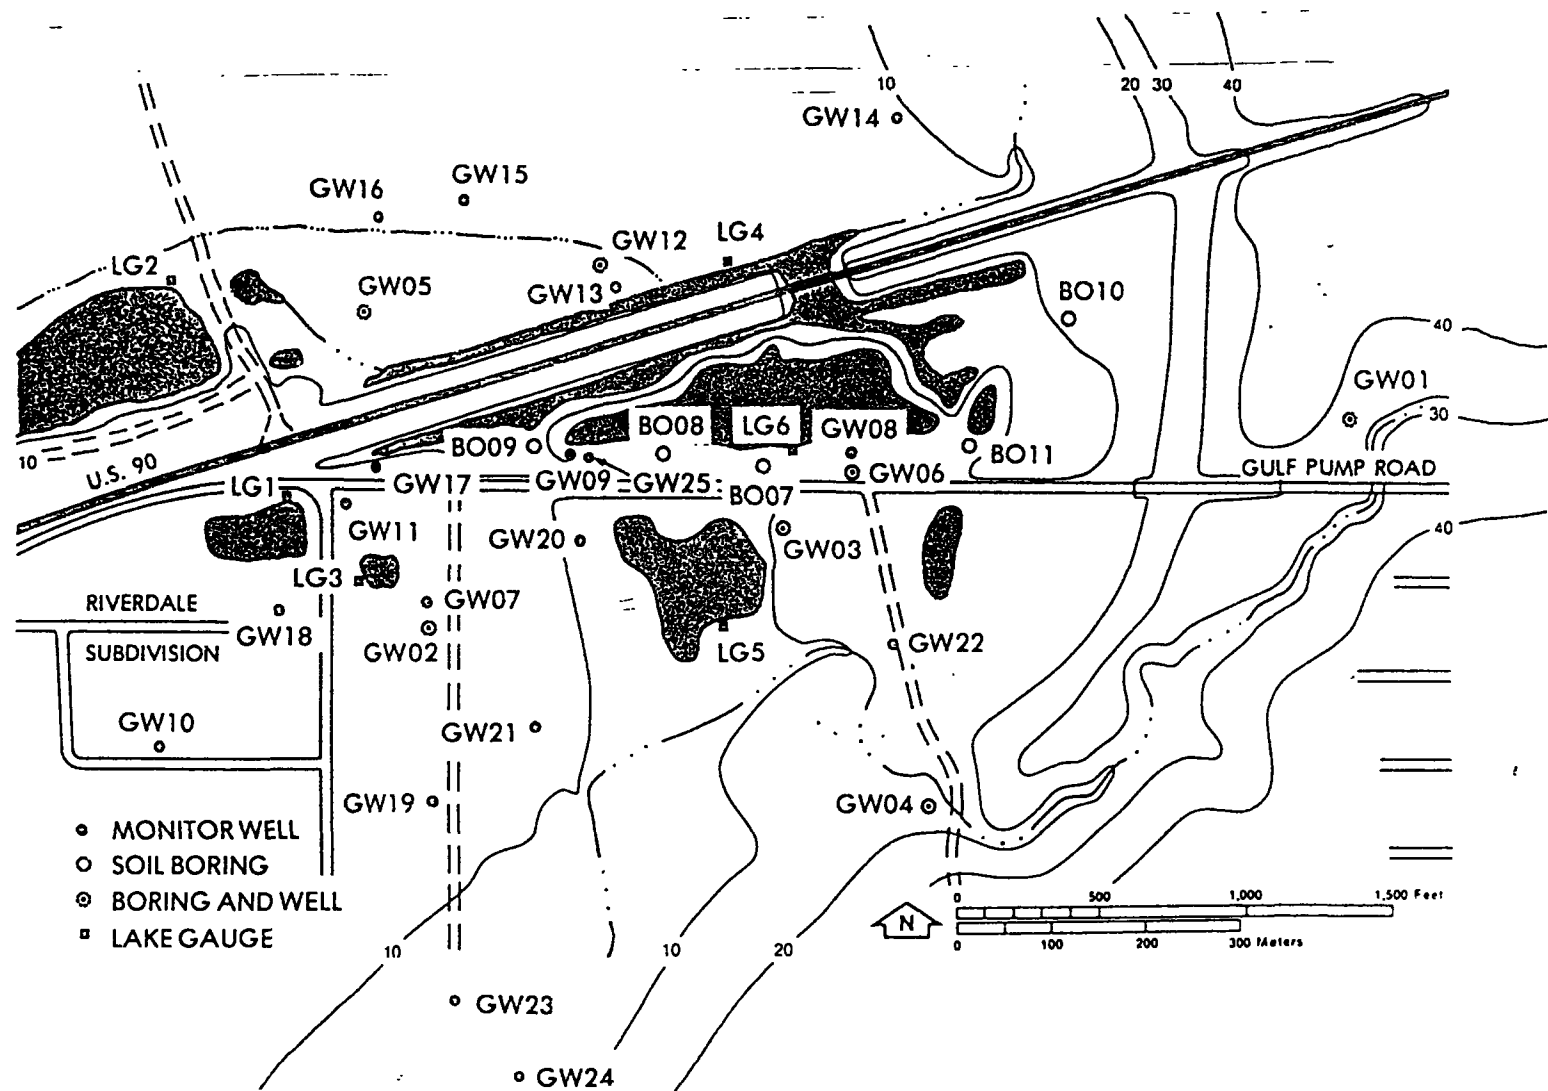 10
20 30
40
GW14
GW15
GW16
GW12
LG4
LG2
GW05
GW13
BO10
40
GW01
30
10
U.S. 90
BO09
BO08
LG6
GW08
BO11
GULF PUMP ROAD
LG1
GW17
GW09
GW25
BO07
GW06
GW11
GW20
GW03
40
LG3
RIVERDALE
GW07
GW18
SUBDIVISION
GW02
LG5
GW22
GW10
GW21
GW19
GW04
MONITOR WELL
SOIL BORING
BORING AND WELL
LAKE GAUGE
0 500 1,000 1,500 Feet
N
0 100 200 300 Meters
10
10
20
GW23
GW24